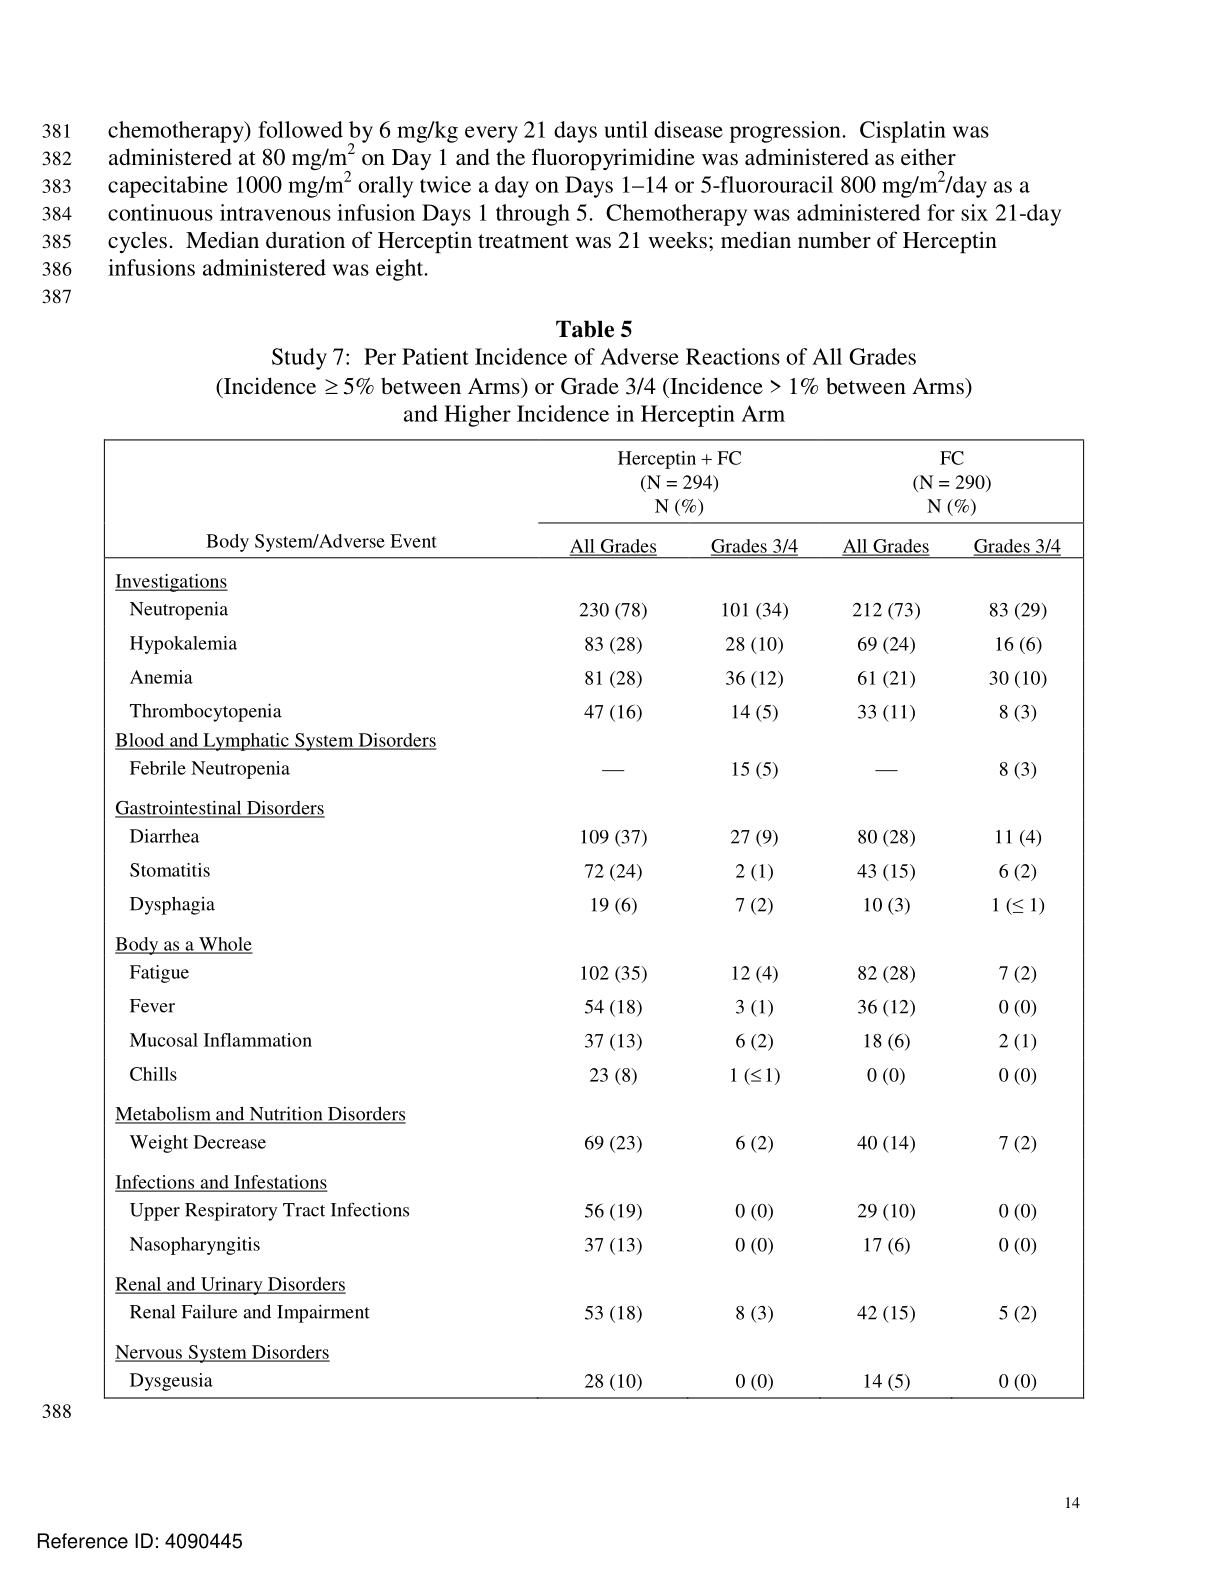 381 chemotherapy) followed by 6 mg/kg every 21 days until disease progression. Cisplatin was
382 administered at 80 mg/m2 on Day 1 and the fluoropyrimidine was administered as either
383 capecitabine 1000 mg/m2 orally twice a day on Days 1–14 or 5-fluorouracil 800 mg/m2/day as a
384 continuous intravenous infusion Days 1 through 5. Chemotherapy was administered for six 21-day
385 cycles. Median duration of Herceptin treatment was 21 weeks; median number of Herceptin
386 infusions administered was eight.
387
Table 5
Study 7: Per Patient Incidence of Adverse Reactions of All Grades
(Incidence ≥ 5% between Arms) or Grade 3/4 (Incidence > 1% between Arms)
and Higher Incidence in Herceptin Arm
Herceptin + FC FC
(N = 294) (N = 290)
N (%) N (%)
Body System/Adverse Event All Grades Grades 3/4 All Grades Grades 3/4
Investigations
Neutropenia 230 (78) 101 (34) 212 (73) 83 (29)
Hypokalemia 83 (28) 28 (10) 69 (24) 16 (6)
Anemia 81 (28) 36 (12) 61 (21) 30 (10)
Thrombocytopenia 47 (16) 14 (5) 33 (11) 8 (3)
Blood and Lymphatic System Disorders
Febrile Neutropenia — 15 (5) — 8 (3)
Gastrointestinal Disorders
Diarrhea 109 (37) 27 (9) 80 (28) 11 (4)
Stomatitis 72 (24) 2 (1) 43 (15) 6 (2)
Dysphagia 19 (6) 7 (2) 10 (3) 1 (≤ 1)
Body as a Whole
Fatigue 102 (35) 12 (4) 82 (28) 7 (2)
Fever 54 (18) 3 (1) 36 (12) 0 (0)
Mucosal Inflammation 37 (13) 6 (2) 18 (6) 2 (1)
Chills 23 (8) 1 (≤ 1) 0 (0) 0 (0)
Metabolism and Nutrition Disorders
Weight Decrease 69 (23) 6 (2) 40 (14) 7 (2)
Infections and Infestations
Upper Respiratory Tract Infections 56 (19) 0 (0) 29 (10) 0 (0)
Nasopharyngitis 37 (13) 0 (0) 17 (6) 0 (0)
Renal and Urinary Disorders
Renal Failure and Impairment 53 (18) 8 (3) 42 (15) 5 (2)
Nervous System Disorders
Dysgeusia 28 (10) 0 (0) 14 (5) 0 (0)
388
14
Reference ID: 4090445